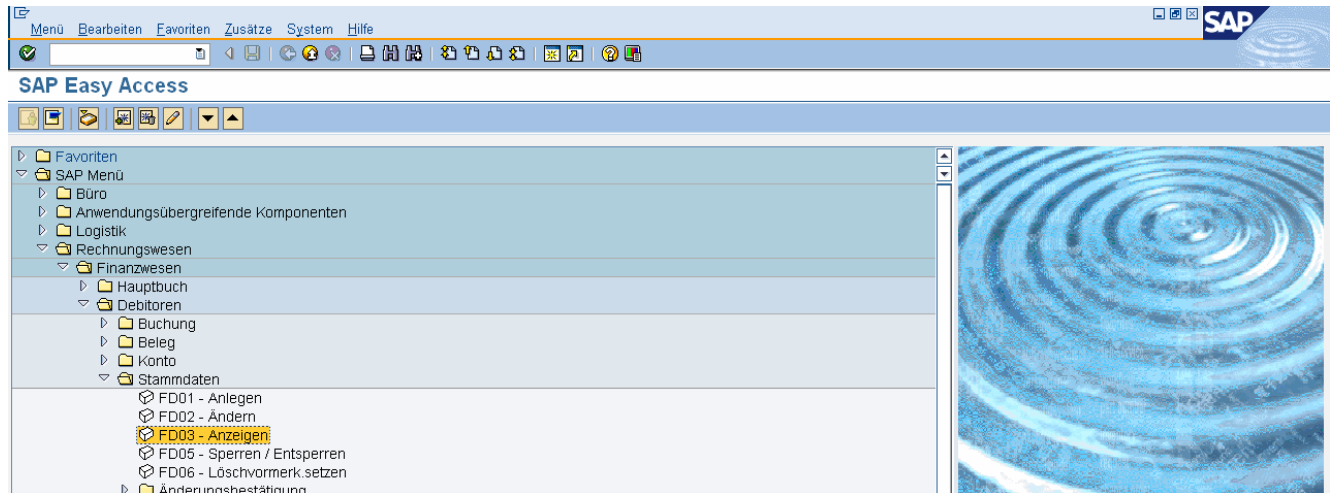 Menü Bearbeiten Favoriten Zusätze System Hilfe
SAP
SAP Easy Access
Favoriten
SAP Menü
Büro
Anwendungsübergreifende Komponenten
Logistik
Rechnungswesen
Finanzwesen
Hauptbuch
Debitoren
Buchung
Beleg
Konto
Stammdaten
FD01 - Anlegen
FD02 - Ändern
FD03 - Anzeigen
FD05 - Sperren / Entsperren
FD06 - Löschvormerk.setzen
Änderungsbestätigung